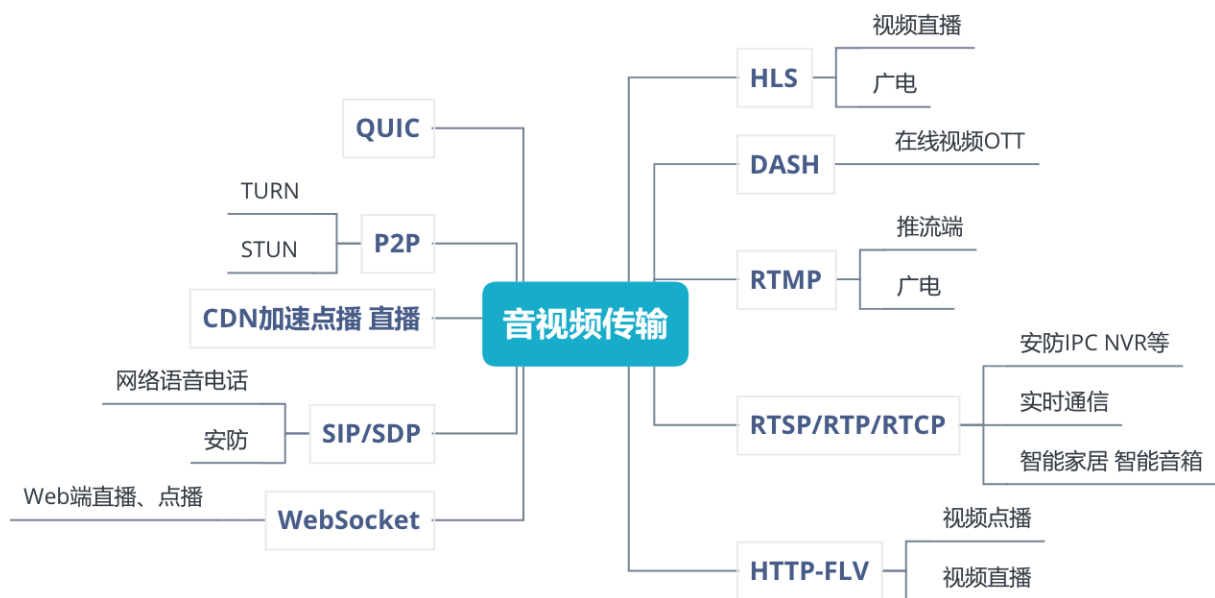 音视频传输
QUIC
P2P
TURN
STUN
CDN加速点播 直播
SIP/SDP
网络语音电话
安防
WebSocket
Web端直播、点播
HLS
视频直播
广电
DASH
在线视频OTT
RTMP
推流端
广电
RTSP/RTP/RTCP
安防IPC NVR等
实时通信
智能家居 智能音箱
HTTP-FLV
视频点播
视频直播